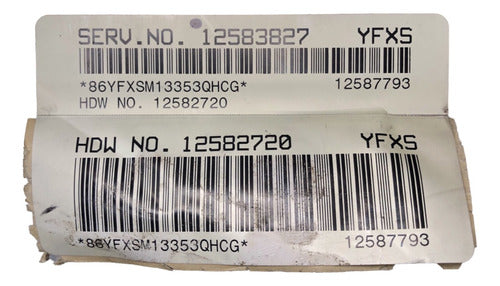 SERV.NO. 12583827 YFXS
*86YFXSM13353QHCG* 12587793
HDW NO. 12582720
HDW NO. 12582720 YFXS
*86YFXSM13353QHCG* 12587793